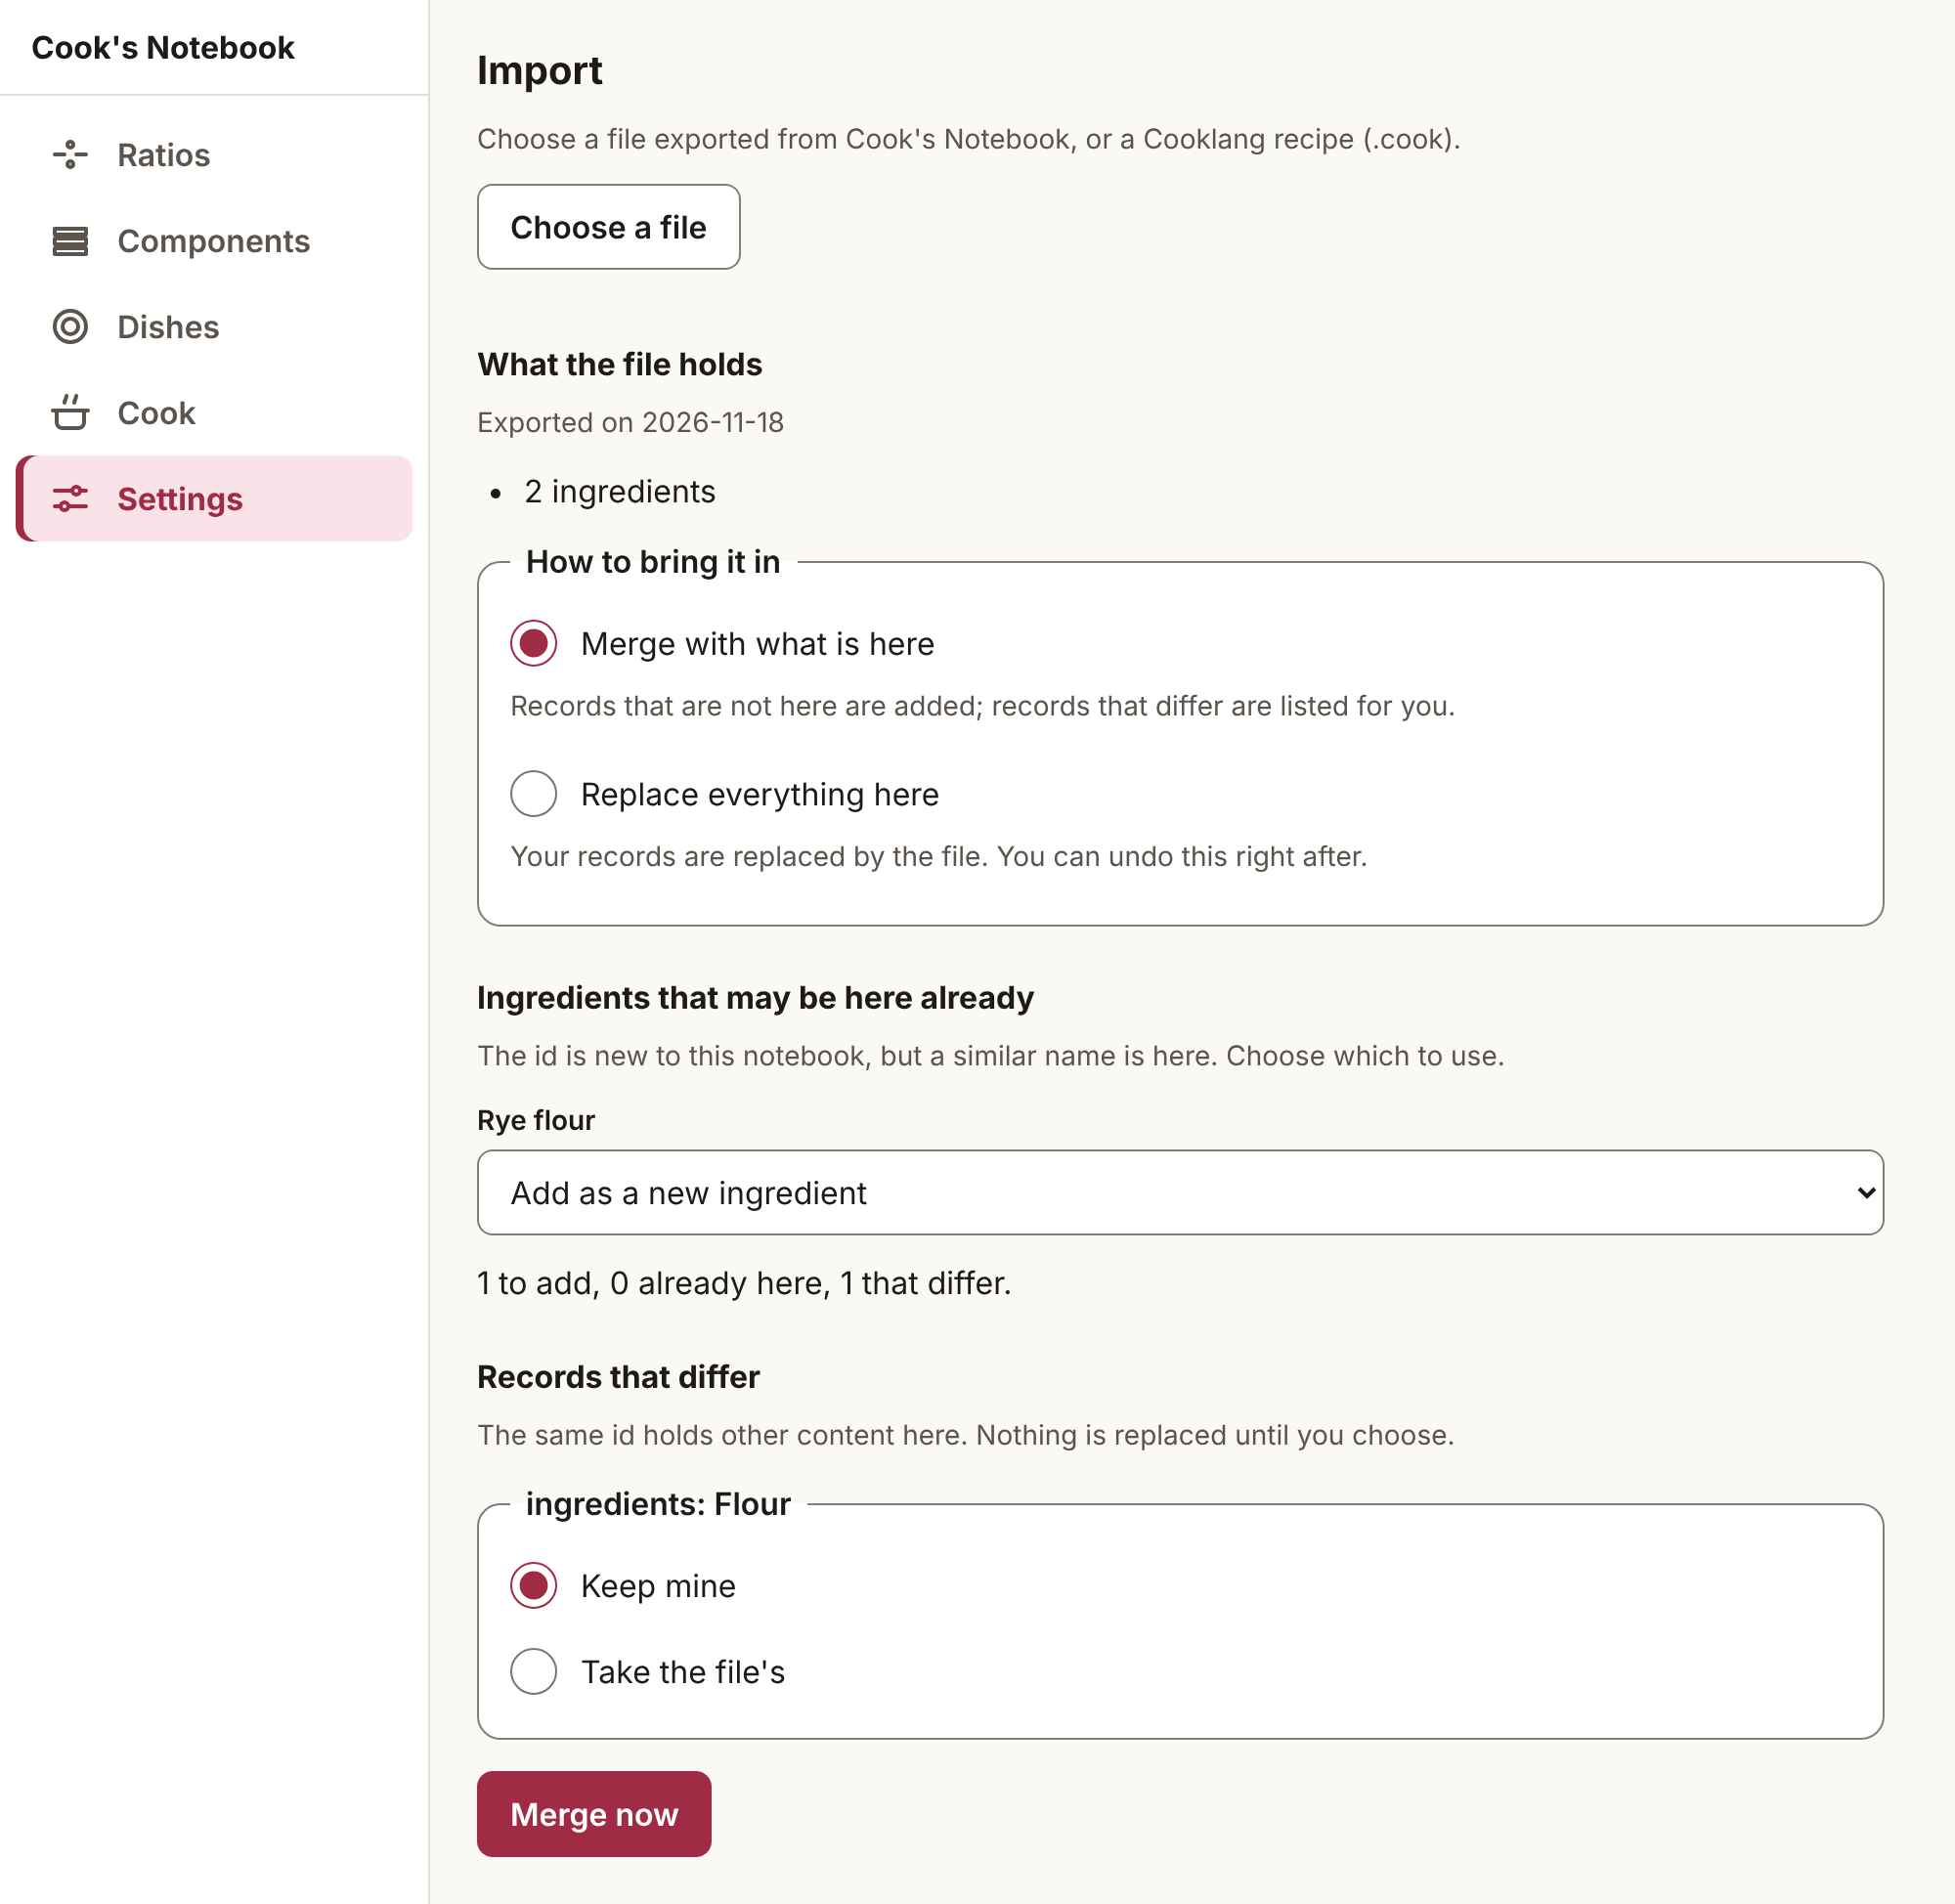 Cook's Notebook
Ratios
Components
Dishes
Cook
Settings
Import
Choose a file exported from Cook's Notebook, or a Cooklang recipe (.cook).
Choose a file
What the file holds
Exported on 2026-11-18
• 2 ingredients
How to bring it in
Merge with what is here
Records that are not here are added; records that differ are listed for you.
Replace everything here
Your records are replaced by the file. You can undo this right after.
Ingredients that may be here already
The id is new to this notebook, but a similar name is here. Choose which to use.
Rye flour
Add as a new ingredient
1 to add, 0 already here, 1 that differ.
Records that differ
The same id holds other content here. Nothing is replaced until you choose.
ingredients: Flour
Keep mine
Take the file's
Merge now